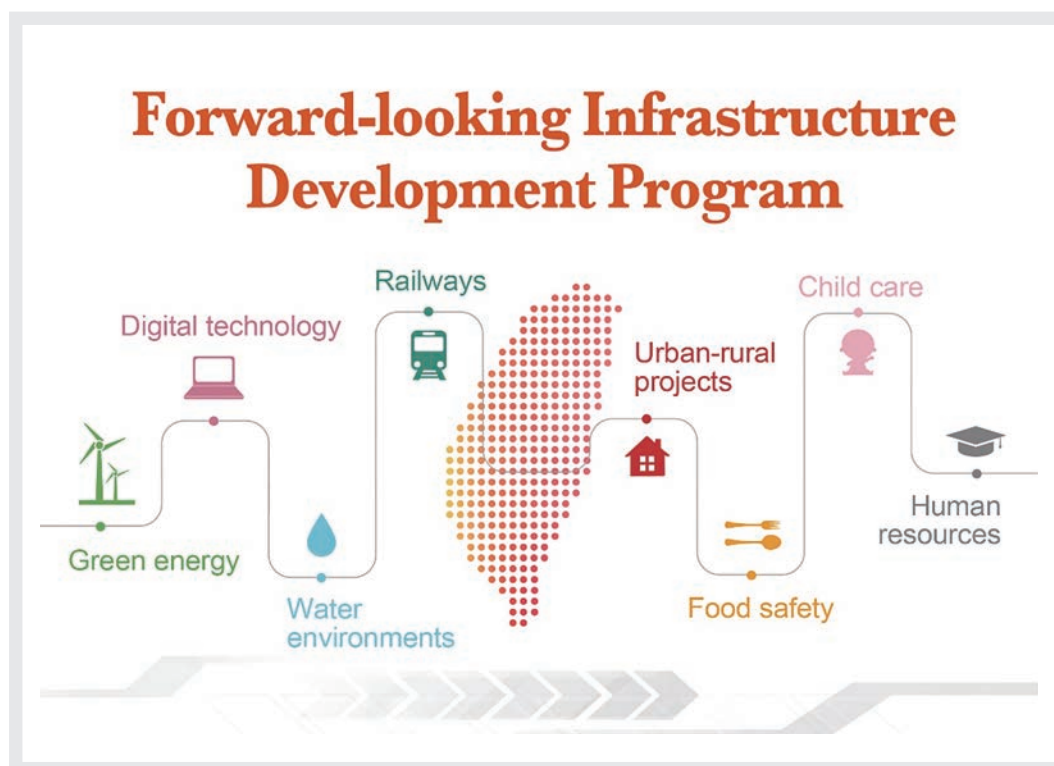 Forward-looking Infrastructure
Development Program
Railways
Child care
Digital technology
Urban-rural
projects
Human
resources
Green energy
Water
environments
Food safety